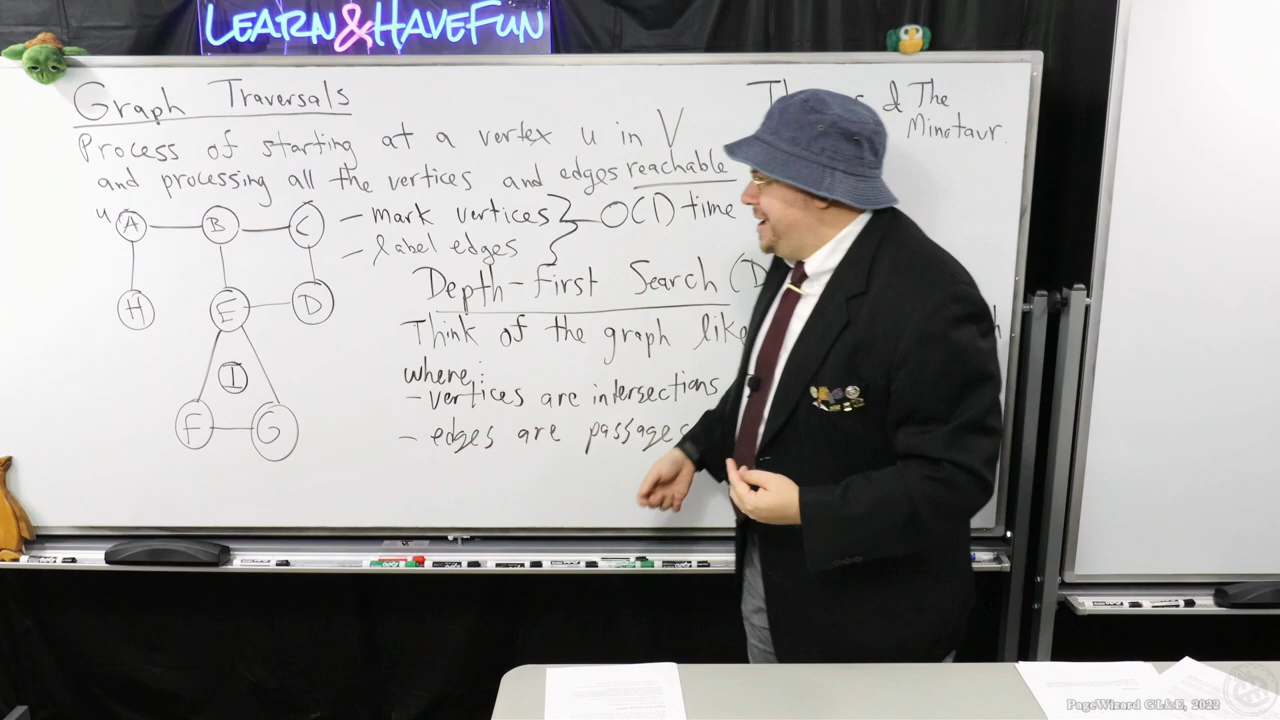 LEARN&HAVEFUN
Graph Traversals
The
Minotaur.
Process of starting at a vertex u in V
and processing all the vertices and edges reachable
u A B C
- mark vertices
O(1) time
- label edges
H E D
Depth-First Search (D
Think of the graph like
where:
- vertices are intersections
I
F G
- edges are passages
PageWizard GL&E, 2022